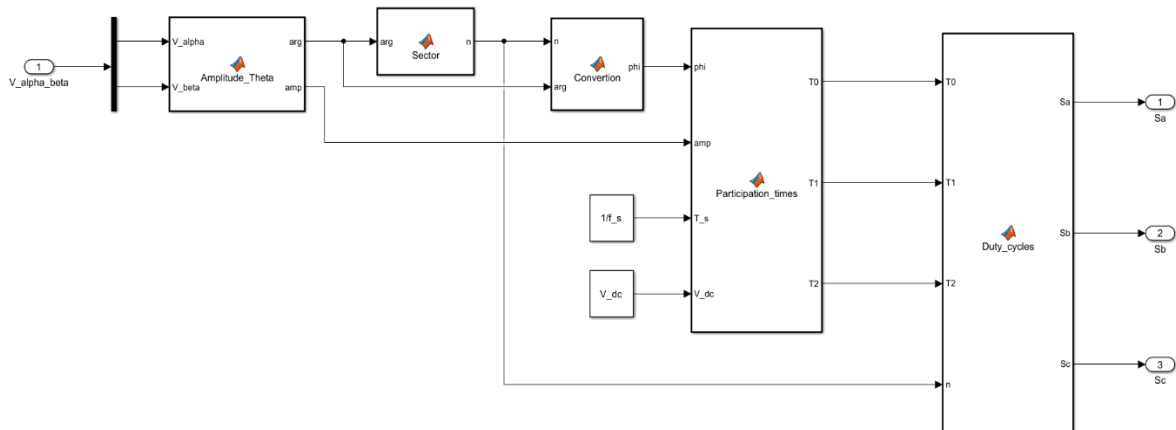 1
V_alpha_beta
V_alpha
V_beta
arg
amp
Amplitude_Theta
arg
n
Sector
n
arg
phi
Convertion
1/f_s
V_dc
phi
amp
T_s
V_dc
T0
T1
T2
Participation_times
T0
T1
T2
n
Sa
Sb
Sc
Duty_cycles
1
Sa
2
Sb
3
Sc